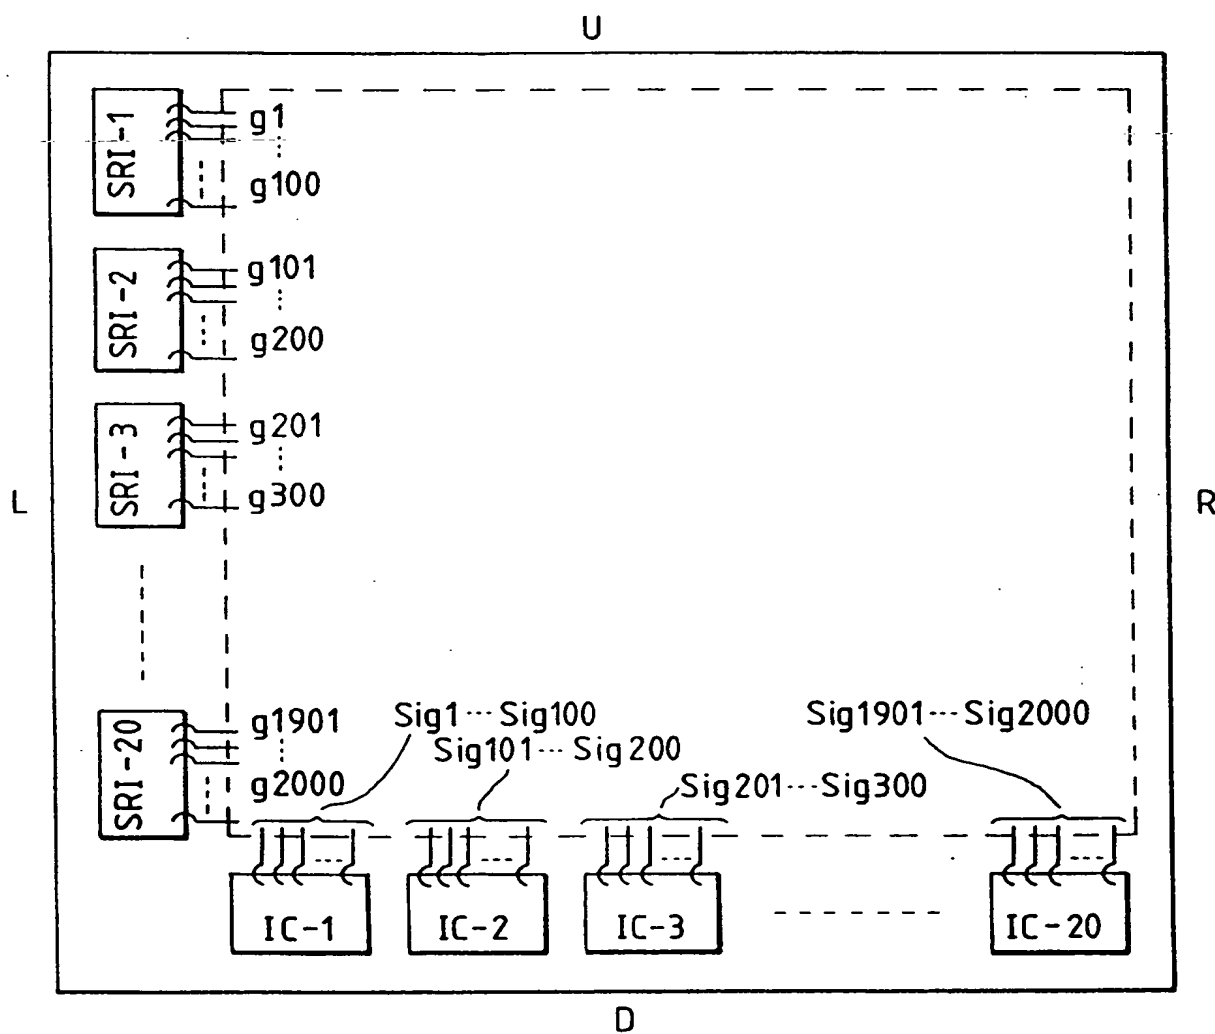 U
SRI-1
g1
g100
SRI-2
g101
g200
SRI-3
g201
g300
L
R
SRI-20
g1901
g2000
Sig1···Sig100
Sig101··· Sig200
Sig201···Sig300
Sig1901···Sig2000
IC-1
IC-2
IC-3
IC-20
D